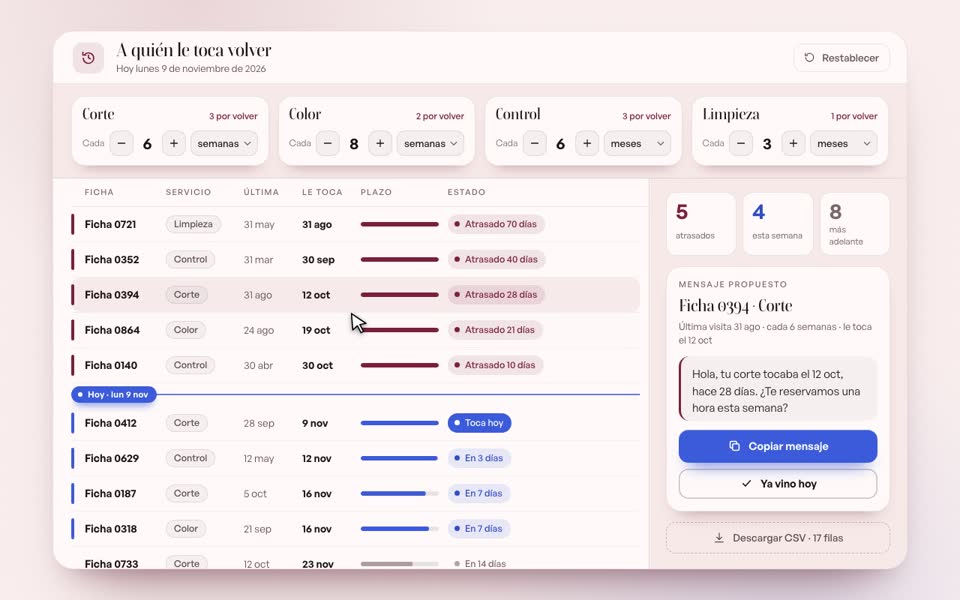 A quién le toca volver
Hoy lunes 9 de noviembre de 2026
Restablecer
Corte
3 por volver
Cada − 6 + semanas
Color
2 por volver
Cada − 8 + semanas
Control
3 por volver
Cada − 6 + meses
Limpieza
1 por volver
Cada − 3 + meses
FICHA SERVICIO ÚLTIMA LE TOCA PLAZO ESTADO
Ficha 0721 Limpieza 31 may 31 ago Atrasado 70 días
Ficha 0352 Control 31 mar 30 sep Atrasado 40 días
Ficha 0394 Corte 31 ago 12 oct Atrasado 28 días
Ficha 0864 Color 24 ago 19 oct Atrasado 21 días
Ficha 0140 Control 30 abr 30 oct Atrasado 10 días
Hoy · lun 9 nov
Ficha 0412 Corte 28 sep 9 nov Toca hoy
Ficha 0629 Control 12 may 12 nov En 3 días
Ficha 0187 Corte 5 oct 16 nov En 7 días
Ficha 0318 Color 21 sep 16 nov En 7 días
Ficha 0733 Corte 12 oct 23 nov En 14 días
5
atrasados
4
esta semana
8
más
adelante
MENSAJE PROPUESTO
Ficha 0394 · Corte
Última visita 31 ago · cada 6 semanas · le toca
el 12 oct
Hola, tu corte tocaba el 12 oct,
hace 28 días. ¿Te reservamos una
hora esta semana?
Copiar mensaje
Ya vino hoy
Descargar CSV · 17 filas